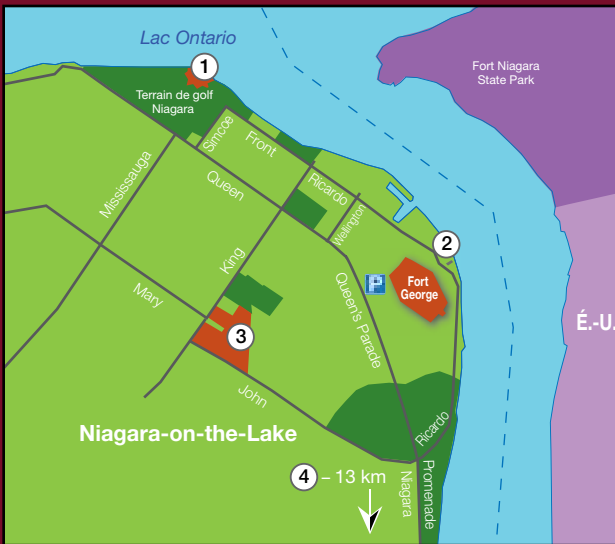 Lac Ontario
1
Terrain de golf
Niagara
Fort Niagara
State Park
Simcoe
Front
Mississauga
Queen
Ricardo
Wellington
King
2
P
Fort
George
Queen's Parade
Mary
3
É.-U.
John
Niagara-on-the-Lake
Ricardo
4 – 13 km
Niagara
Promenade